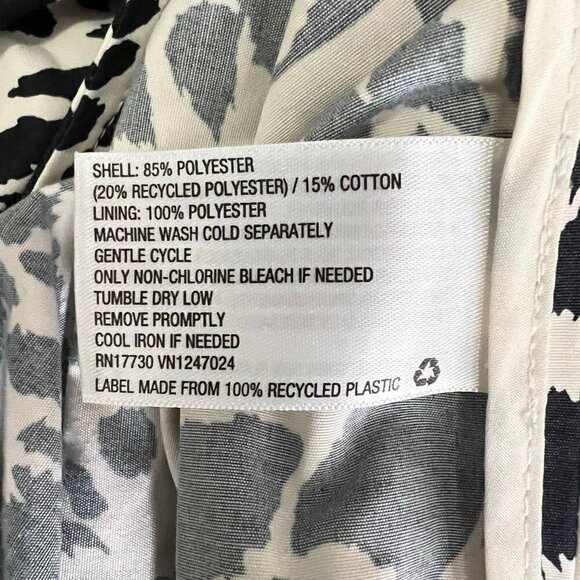 SHELL: 85% POLYESTER
(20% RECYCLED POLYESTER) / 15% COTTON
LINING: 100% POLYESTER
MACHINE WASH COLD SEPARATELY
GENTLE CYCLE
ONLY NON-CHLORINE BLEACH IF NEEDED
TUMBLE DRY LOW
REMOVE PROMPTLY
COOL IRON IF NEEDED
RN17730 VN1247024
LABEL MADE FROM 100% RECYCLED PLASTIC